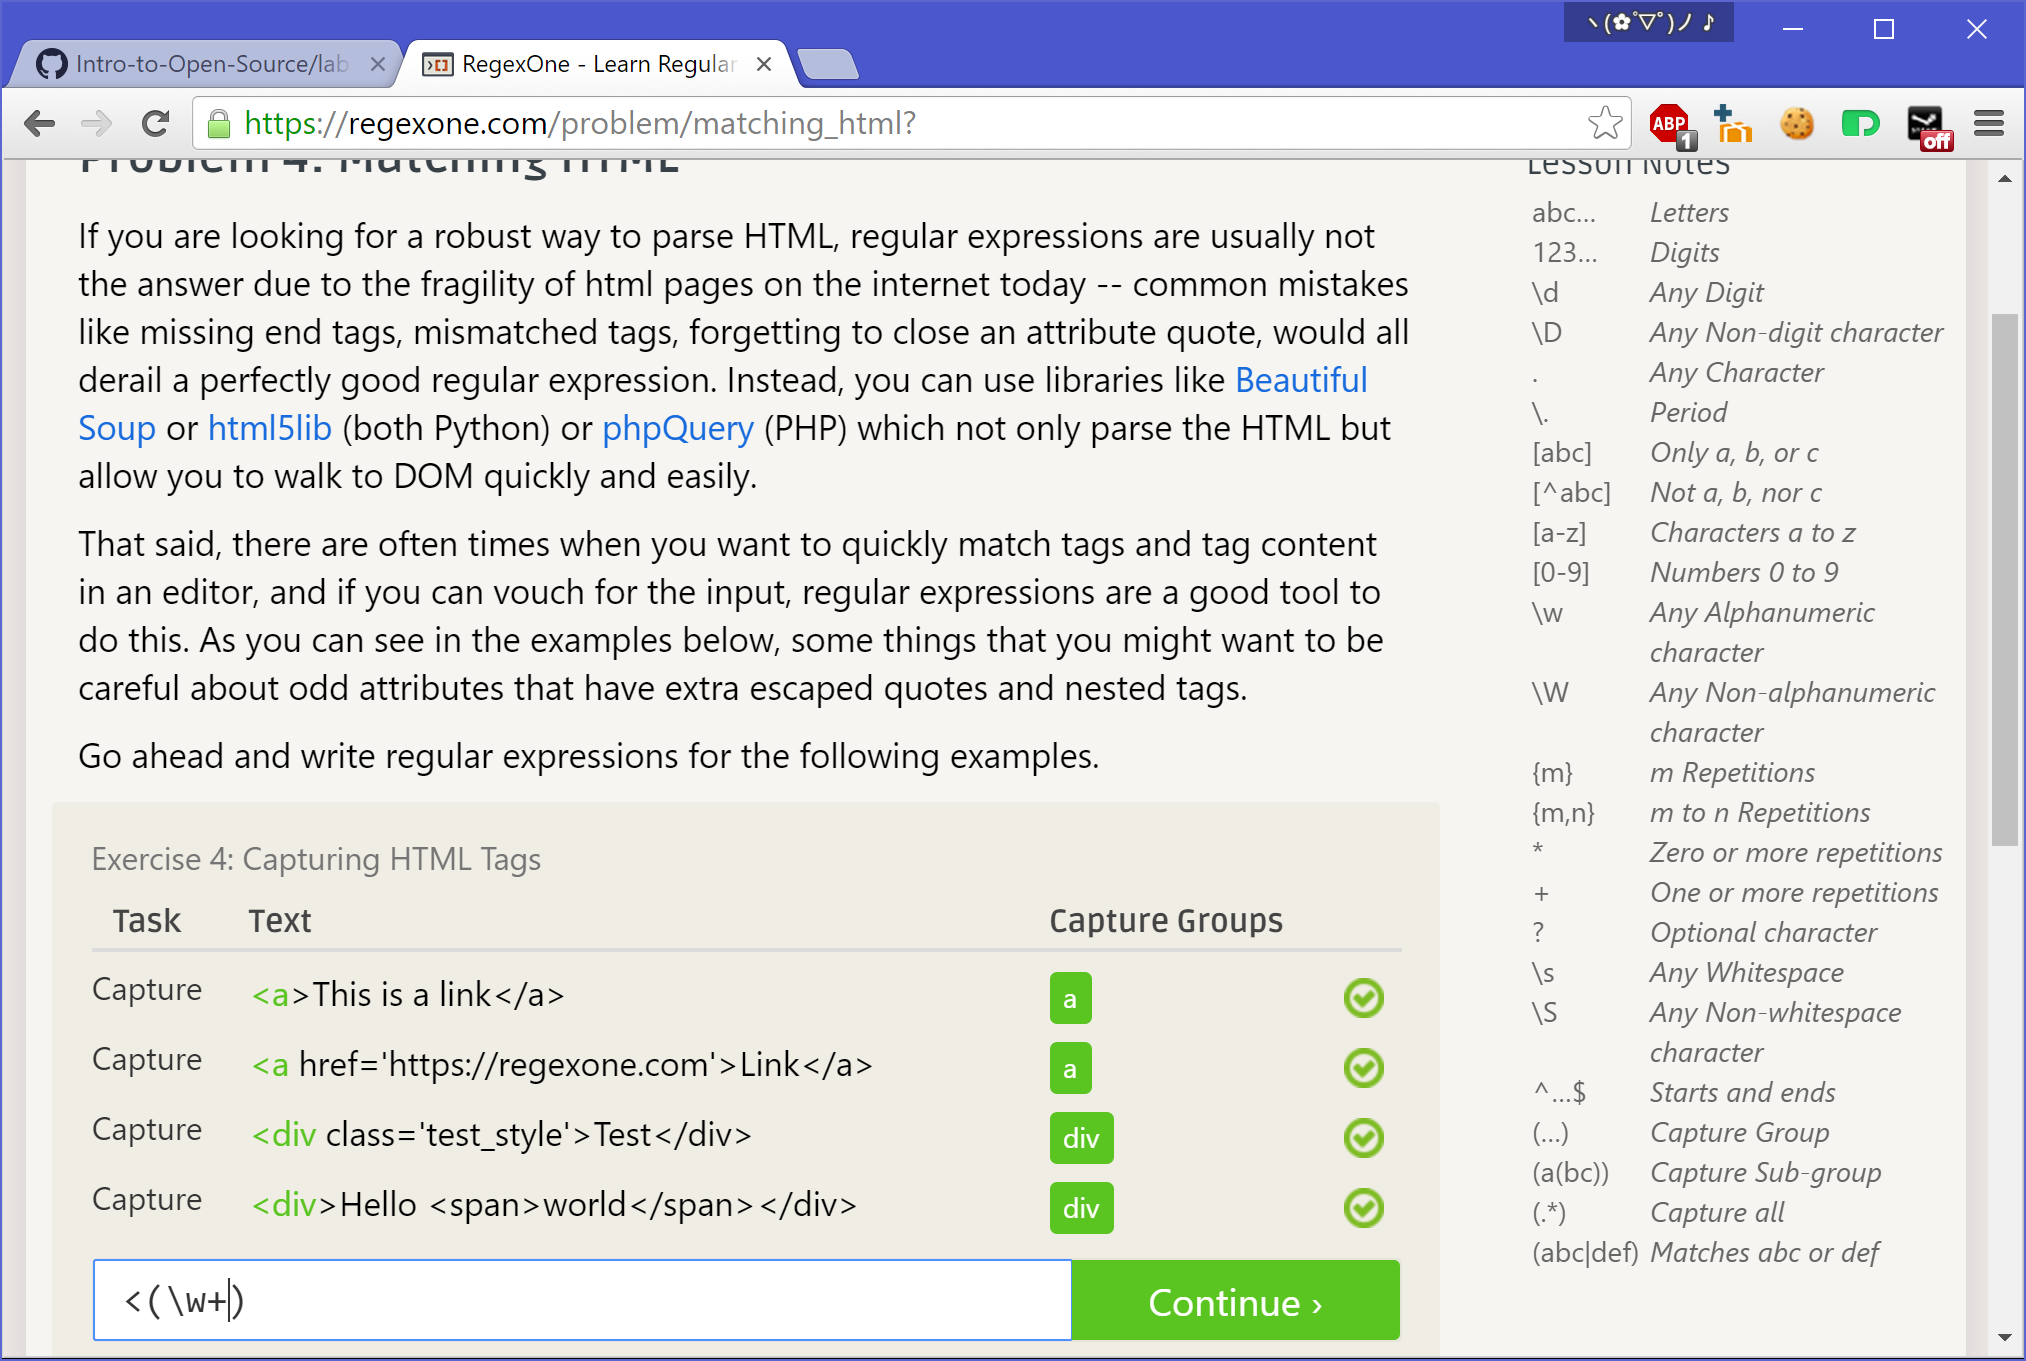 ヽ(✿ﾟ▽ﾟ)ノ ♪
Intro-to-Open-Source/lab
RegexOne - Learn Regular
https://regexone.com/problem/matching_html?
ABP
1
off
Problem 4: Matching HTML
If you are looking for a robust way to parse HTML, regular expressions are usually not
the answer due to the fragility of html pages on the internet today -- common mistakes
like missing end tags, mismatched tags, forgetting to close an attribute quote, would all
derail a perfectly good regular expression. Instead, you can use libraries like Beautiful
Soup or html5lib (both Python) or phpQuery (PHP) which not only parse the HTML but
allow you to walk to DOM quickly and easily.
That said, there are often times when you want to quickly match tags and tag content
in an editor, and if you can vouch for the input, regular expressions are a good tool to
do this. As you can see in the examples below, some things that you might want to be
careful about odd attributes that have extra escaped quotes and nested tags.
Go ahead and write regular expressions for the following examples.
Exercise 4: Capturing HTML Tags
Task Text Capture Groups
Capture <a>This is a link</a> a
Capture <a href='https://regexone.com'>Link</a> a
Capture <div class='test_style'>Test</div> div
Capture <div>Hello <span>world</span></div> div
<(\w+)
Continue ›
Lesson Notes
abc... Letters
123... Digits
\d Any Digit
\D Any Non-digit character
. Any Character
\. Period
[abc] Only a, b, or c
[^abc] Not a, b, nor c
[a-z] Characters a to z
[0-9] Numbers 0 to 9
\w Any Alphanumeric
character
\W Any Non-alphanumeric
character
{m} m Repetitions
{m,n} m to n Repetitions
* Zero or more repetitions
+ One or more repetitions
? Optional character
\s Any Whitespace
\S Any Non-whitespace
character
^...$ Starts and ends
(...) Capture Group
(a(bc)) Capture Sub-group
(.*) Capture all
(abc|def) Matches abc or def